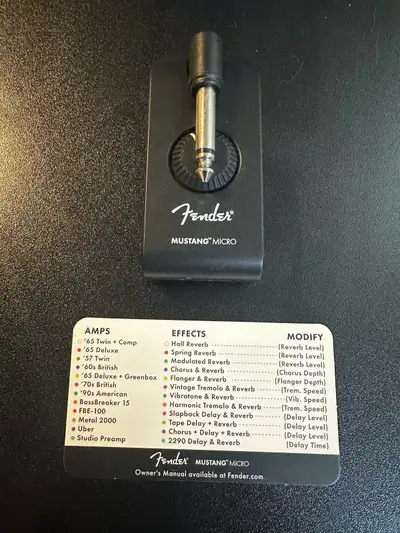 Fender®
MUSTANG™ MICRO
AMPS EFFECTS MODIFY
'65 Twin + Comp Hall Reverb (Reverb Level)
'65 Deluxe Spring Reverb (Reverb Level)
'57 Twin Modulated Reverb (Reverb Level)
'60s British Chorus & Reverb (Chorus Depth)
'65 Deluxe + Greenbox Flanger & Reverb (Flanger Depth)
'70s British Vintage Tremolo & Reverb (Trem. Speed)
'90s American Vibratone & Reverb (Vib. Speed)
BassBreaker 15 Harmonic Tremolo & Reverb (Trem. Speed)
FBE-100 Slapback Delay & Reverb (Delay Level)
Metal 2000 Tape Delay + Reverb (Delay Level)
Uber Chorus + Delay + Reverb (Delay Level)
Studio Preamp 2290 Delay & Reverb (Delay Time)
Fender MUSTANG™ MICRO
Owner's Manual available at Fender.com